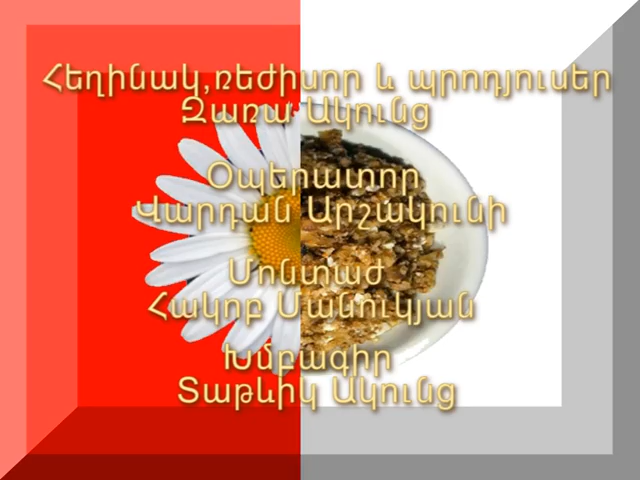 Հեղինակ,ռեժիսոր և պրոդյուսեր
Զառա Ակունց
Օպերատոր
Վարդան Արշակունի
Մոնտաժ
Հակոբ Մանուկյան
Խմբագիր
Տաթևիկ Ակունց